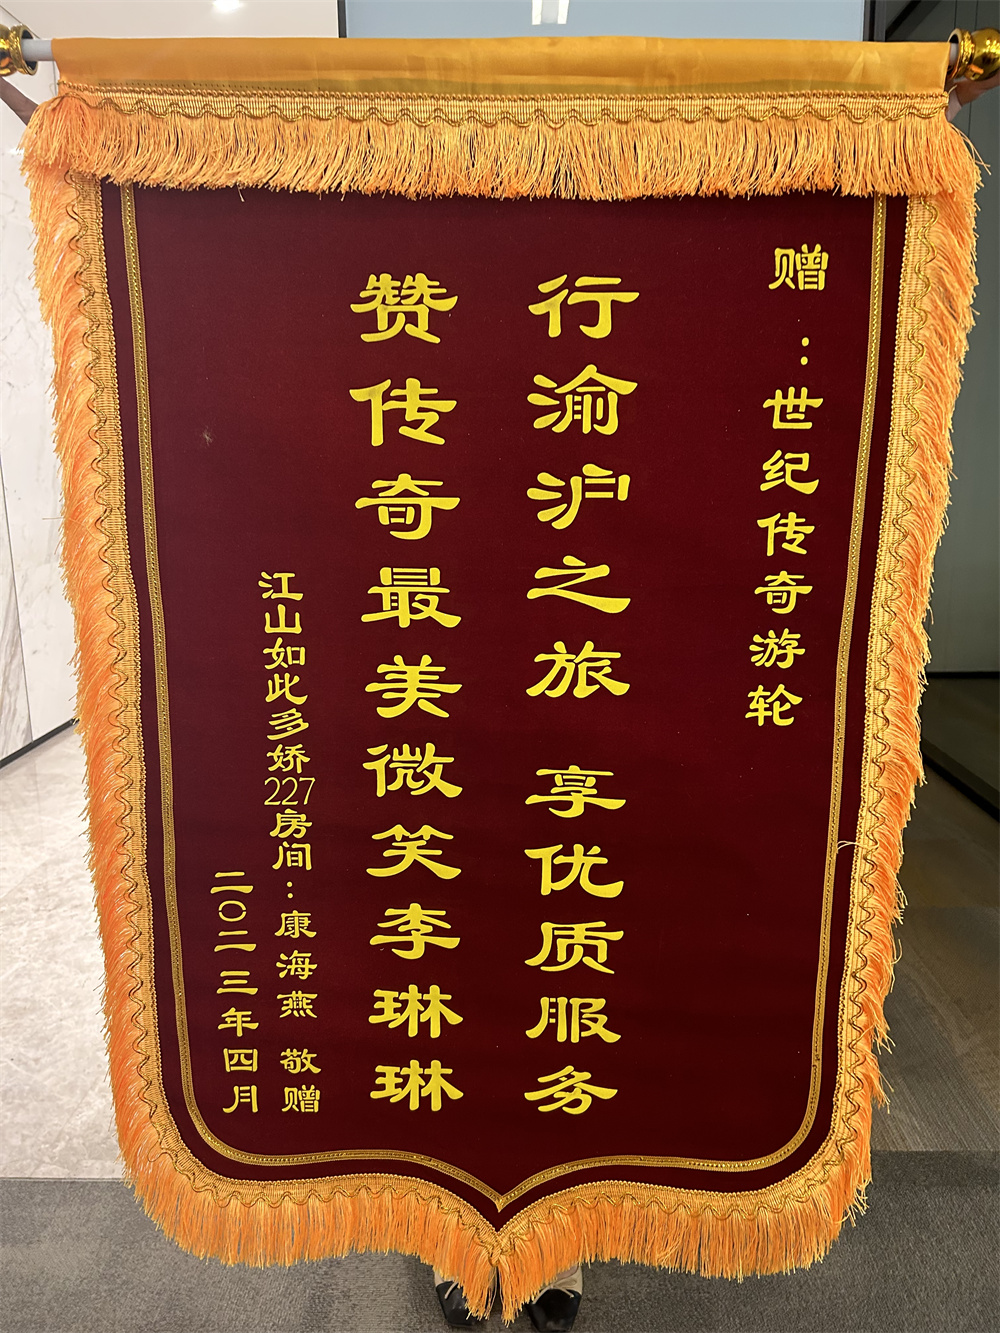 赠：世纪传奇游轮
行渝沪之旅 享优质服务
赞传奇最美微笑李琳琳
江山如此多娇227房间：康海燕 敬赠
二〇二三年四月